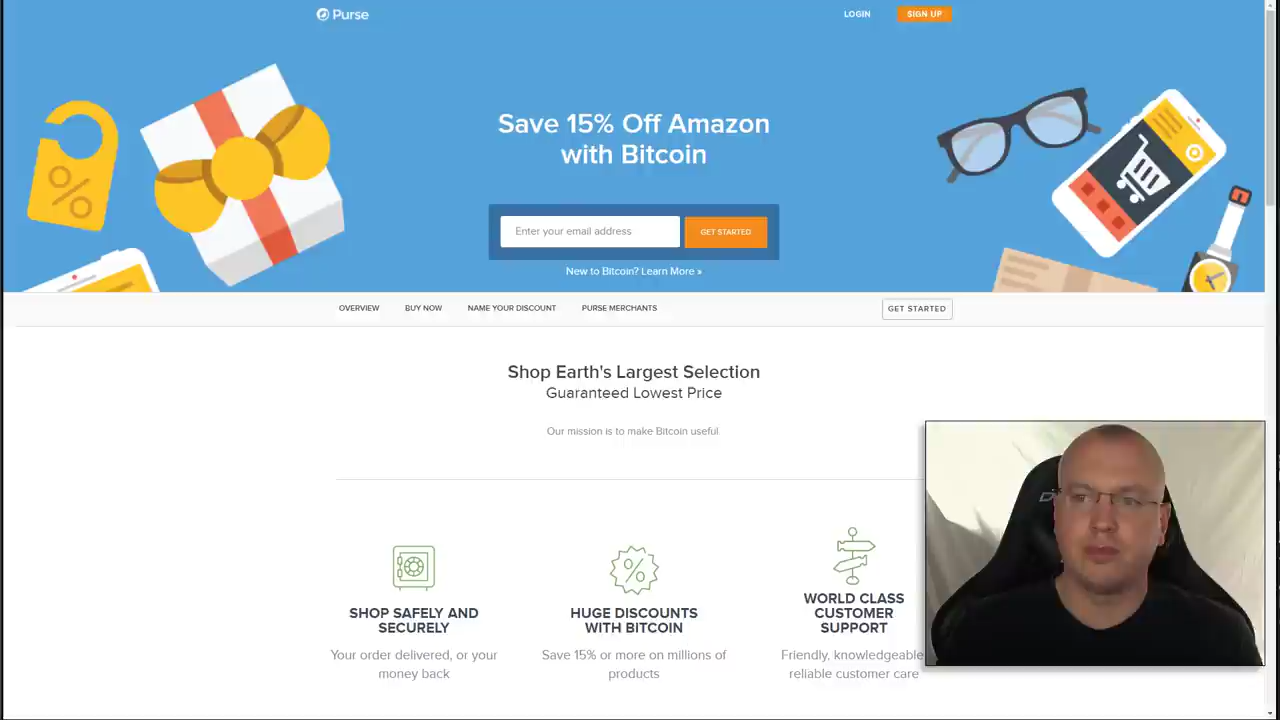 Purse
LOGIN
SIGN UP
Save 15% Off Amazon
with Bitcoin
Enter your email address
GET STARTED
New to Bitcoin? Learn More »
OVERVIEW
BUY NOW
NAME YOUR DISCOUNT
PURSE MERCHANTS
GET STARTED
Shop Earth's Largest Selection
Guaranteed Lowest Price
Our mission is to make Bitcoin useful.
SHOP SAFELY AND
SECURELY
Your order delivered, or your
money back
HUGE DISCOUNTS
WITH BITCOIN
Save 15% or more on millions of
products
WORLD CLASS
CUSTOMER
SUPPORT
Friendly, knowledgeable
reliable customer care